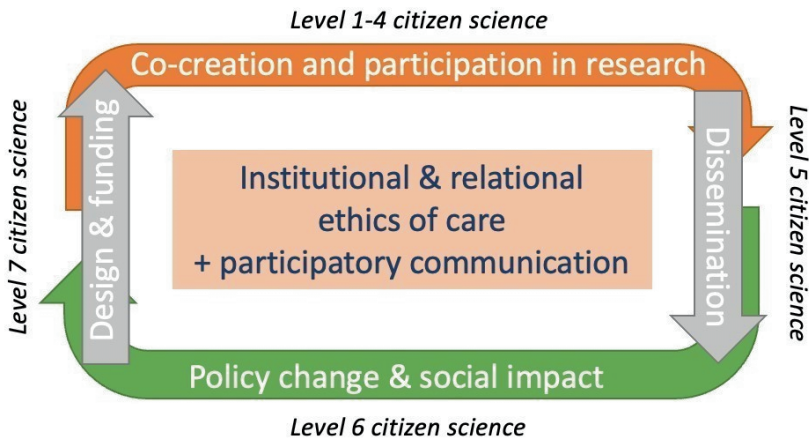 Level 1-4 citizen science
Co-creation and participation in research
Level 7 citizen science
Design & funding
Institutional & relational
ethics of care
+ participatory communication
Dissemination
Level 5 citizen science
Policy change & social impact
Level 6 citizen science